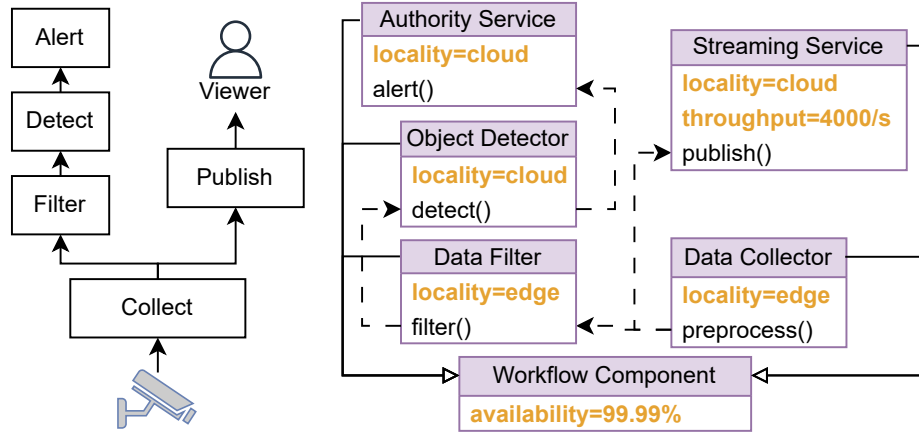 Alert
Detect
Filter
Viewer
Publish
Collect
Authority Service
locality=cloud
alert()
Object Detector
locality=cloud
detect()
Data Filter
locality=edge
filter()
Streaming Service
locality=cloud
throughput=4000/s
publish()
Data Collector
locality=edge
preprocess()
Workflow Component
availability=99.99%